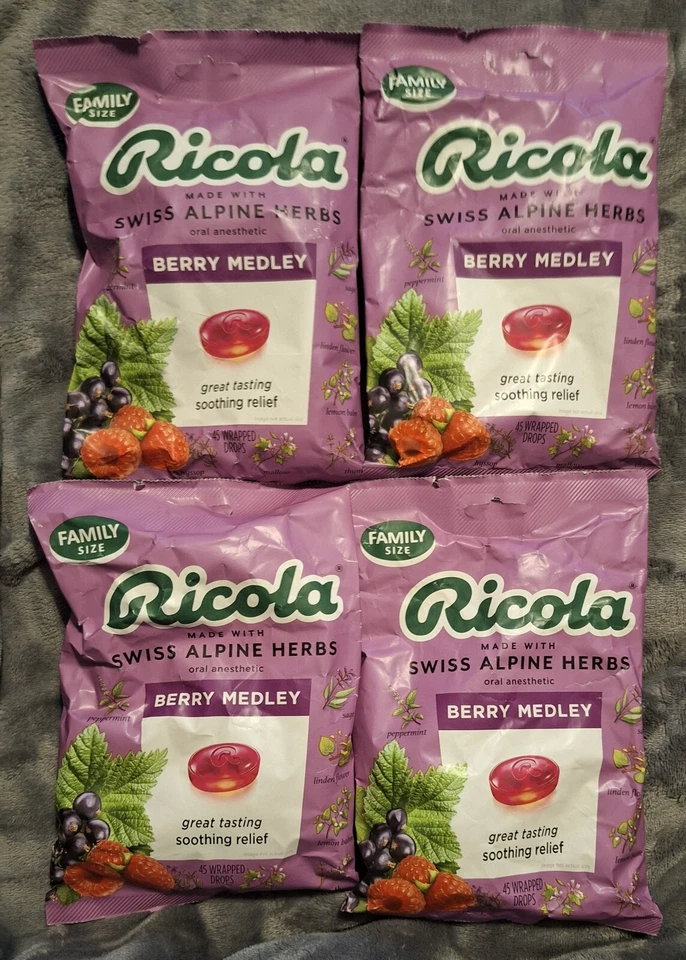 FAMILY
SIZE
Ricola
MADE WITH
SWISS ALPINE HERBS
oral anesthetic
BERRY MEDLEY
great tasting
soothing relief
45 WRAPPED
DROPS
FAMILY
SIZE
Ricola
MADE WITH
SWISS ALPINE HERBS
oral anesthetic
BERRY MEDLEY
peppermint
great tasting
soothing relief
45 WRAPPED
DROPS
FAMILY
SIZE
Ricola®
MADE WITH
SWISS ALPINE HERBS
oral anesthetic
BERRY MEDLEY
peppermint
great tasting
soothing relief
45 WRAPPED
DROPS
FAMILY
SIZE
Ricola®
MADE WITH
SWISS ALPINE HERBS
oral anesthetic
BERRY MEDLEY
peppermint
great tasting
soothing relief
45 WRAPPED
DROPS